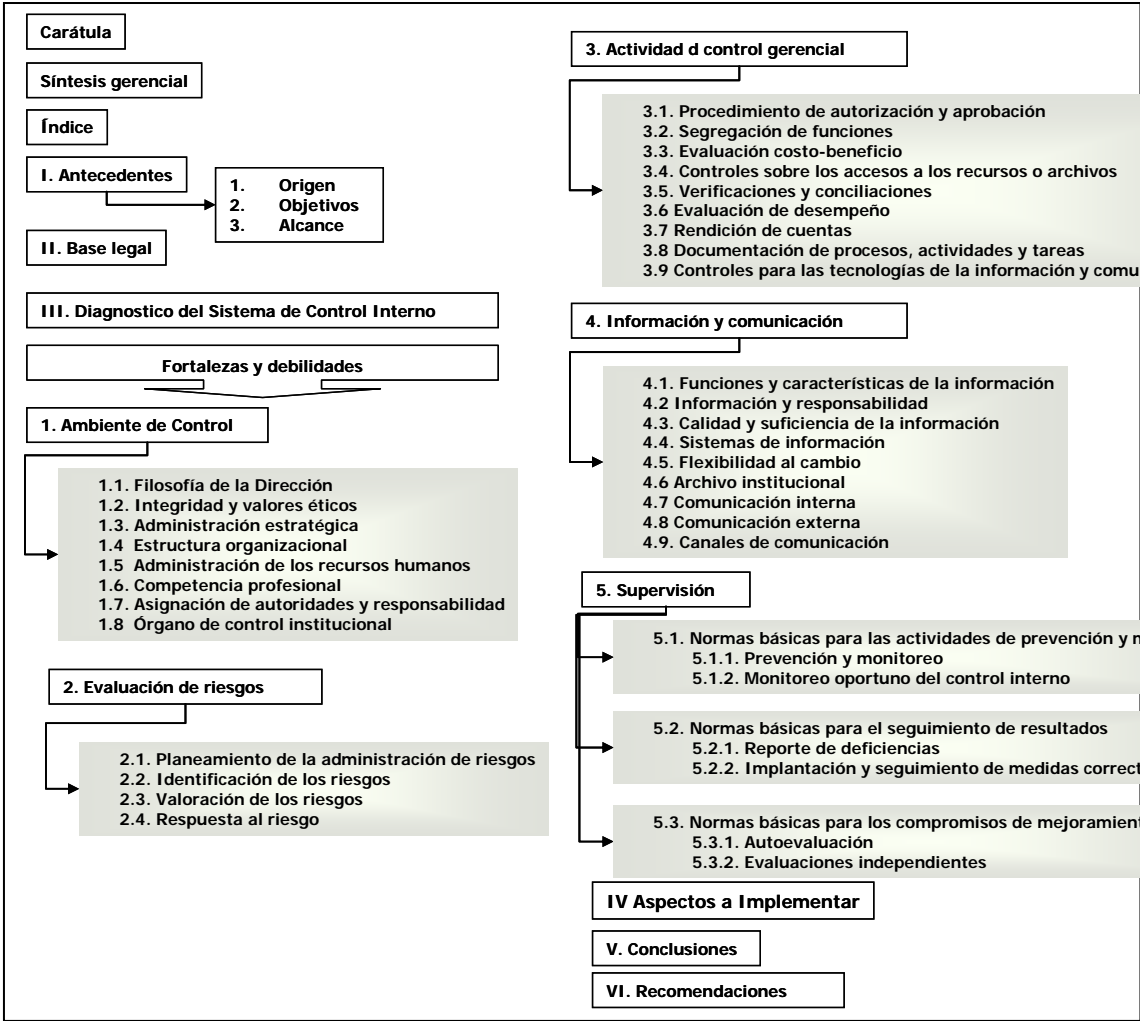 Carátula
Síntesis gerencial
Índice
I. Antecedentes
1. Origen
2. Objetivos
3. Alcance
II. Base legal
III. Diagnostico del Sistema de Control Interno
Fortalezas y debilidades
1. Ambiente de Control
1.1. Filosofía de la Dirección
1.2. Integridad y valores éticos
1.3. Administración estratégica
1.4 Estructura organizacional
1.5 Administración de los recursos humanos
1.6. Competencia profesional
1.7. Asignación de autoridades y responsabilidad
1.8 Órgano de control institucional
2. Evaluación de riesgos
2.1. Planeamiento de la administración de riesgos
2.2. Identificación de los riesgos
2.3. Valoración de los riesgos
2.4. Respuesta al riesgo
3. Actividad d control gerencial
3.1. Procedimiento de autorización y aprobación
3.2. Segregación de funciones
3.3. Evaluación costo-beneficio
3.4. Controles sobre los accesos a los recursos o archivos
3.5. Verificaciones y conciliaciones
3.6 Evaluación de desempeño
3.7 Rendición de cuentas
3.8 Documentación de procesos, actividades y tareas
3.9 Controles para las tecnologías de la información y comu
4. Información y comunicación
4.1. Funciones y características de la información
4.2 Información y responsabilidad
4.3. Calidad y suficiencia de la información
4.4. Sistemas de información
4.5. Flexibilidad al cambio
4.6 Archivo institucional
4.7 Comunicación interna
4.8 Comunicación externa
4.9. Canales de comunicación
5. Supervisión
5.1. Normas básicas para las actividades de prevención y
5.1.1. Prevención y monitoreo
5.1.2. Monitoreo oportuno del control interno
5.2. Normas básicas para el seguimiento de resultados
5.2.1. Reporte de deficiencias
5.2.2. Implantación y seguimiento de medidas correct
5.3. Normas básicas para los compromisos de mejoramient
5.3.1. Autoevaluación
5.3.2. Evaluaciones independientes
IV Aspectos a Implementar
V. Conclusiones
VI. Recomendaciones